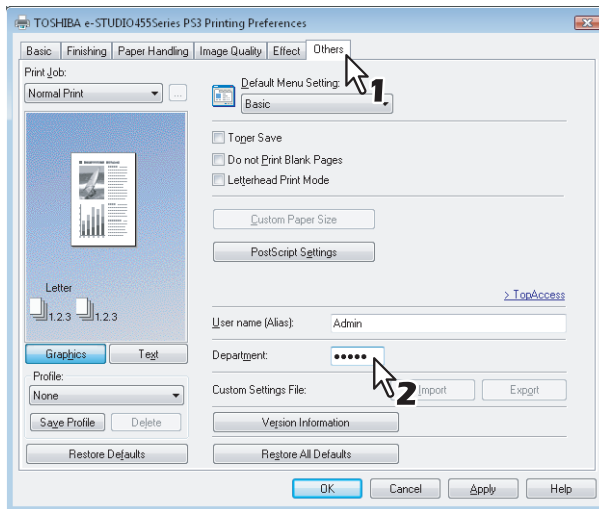 TOSHIBA e-STUDIO455Series PS3 Printing Preferences
Basic Finishing Paper Handling Image Quality Effect Others
Print Job:
Normal Print
...
Default Menu Setting:
Basic
1
Toner Save
Do not Print Blank Pages
Letterhead Print Mode
Custom Paper Size
PostScript Settings
Letter
1.2.3 1.2.3
> TopAccess
User name (Alias): Admin
Graphics Text
Department: •••••
2
Profile:
None
Custom Settings File: Import Export
Save Profile Delete
Version Information
Restore Defaults
Restore All Defaults
OK Cancel Apply Help